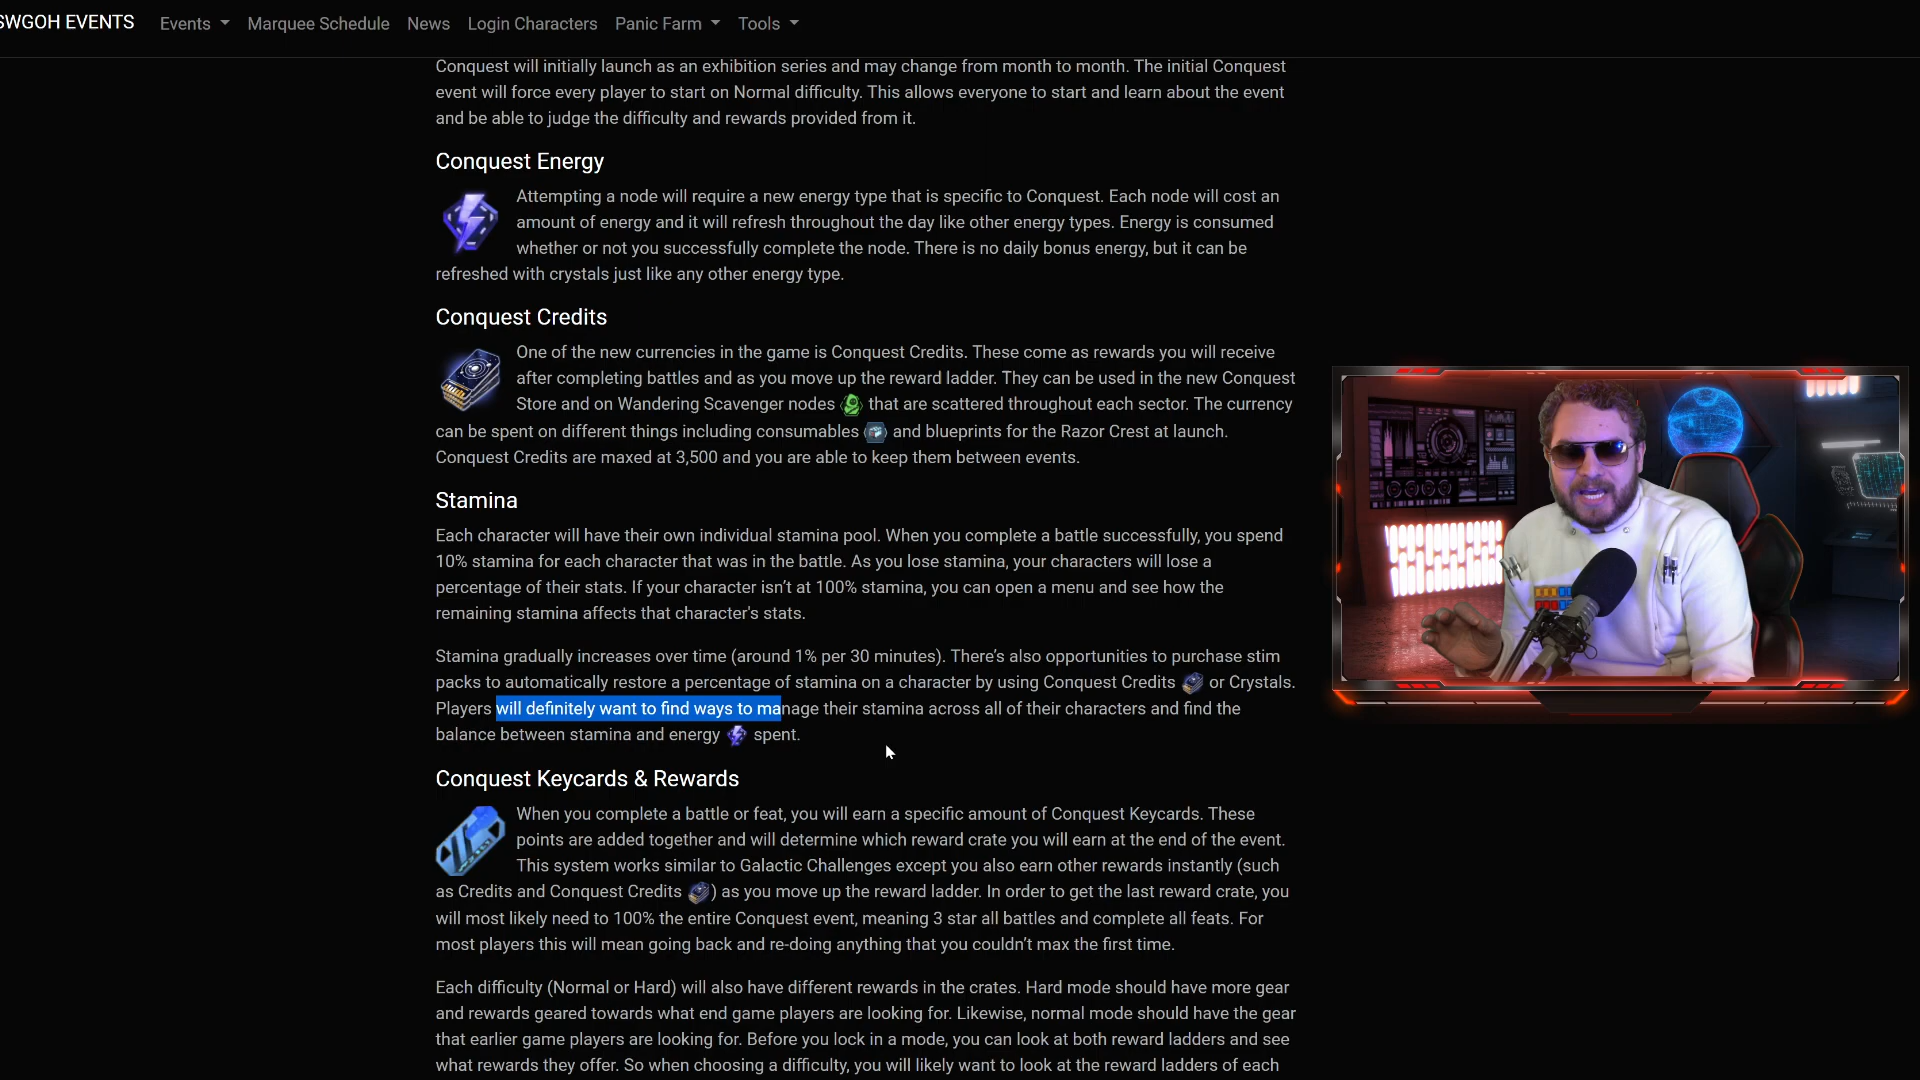 SWGOH EVENTS Events Marquee Schedule News Login Characters Panic Farm Tools
Conquest will initially launch as an exhibition series and may change from month to month. The initial Conquest
event will force every player to start on Normal difficulty. This allows everyone to start and learn about the event
and be able to judge the difficulty and rewards provided from it.
Conquest Energy
Attempting a node will require a new energy type that is specific to Conquest. Each node will cost an
amount of energy and it will refresh throughout the day like other energy types. Energy is consumed
whether or not you successfully complete the node. There is no daily bonus energy, but it can be
refreshed with crystals just like any other energy type.
Conquest Credits
One of the new currencies in the game is Conquest Credits. These come as rewards you will receive
after completing battles and as you move up the reward ladder. They can be used in the new Conquest
Store and on Wandering Scavenger nodes that are scattered throughout each sector. The currency
can be spent on different things including consumables and blueprints for the Razor Crest at launch.
Conquest Credits are maxed at 3,500 and you are able to keep them between events.
Stamina
Each character will have their own individual stamina pool. When you complete a battle successfully, you spend
10% stamina for each character that was in the battle. As you lose stamina, your characters will lose a
percentage of their stats. If your character isn't at 100% stamina, you can open a menu and see how the
remaining stamina affects that character's stats.
Stamina gradually increases over time (around 1% per 30 minutes). There's also opportunities to purchase stim
packs to automatically restore a percentage of stamina on a character by using Conquest Credits or Crystals.
Players will definitely want to find ways to manage their stamina across all of their characters and find the
balance between stamina and energy spent.
Conquest Keycards & Rewards
When you complete a battle or feat, you will earn a specific amount of Conquest Keycards. These
points are added together and will determine which reward crate you will earn at the end of the event.
This system works similar to Galactic Challenges except you also earn other rewards instantly (such
as Credits and Conquest Credits ) as you move up the reward ladder. In order to get the last reward crate, you
will most likely need to 100% the entire Conquest event, meaning 3 star all battles and complete all feats. For
most players this will mean going back and re-doing anything that you couldn't max the first time.
Each difficulty (Normal or Hard) will also have different rewards in the crates. Hard mode should have more gear
and rewards geared towards what end game players are looking for. Likewise, normal mode should have the gear
that earlier game players are looking for. Before you lock in a mode, you can look at both reward ladders and see
what rewards they offer. So when choosing a difficulty, you will likely want to look at the reward ladders of each